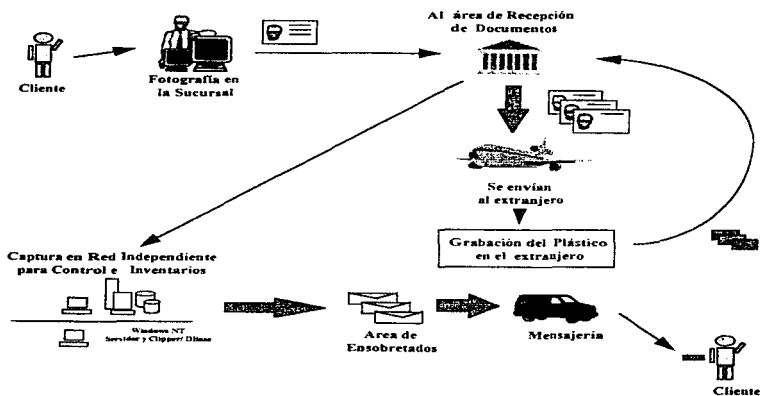 Al área de Recepción
de Documentos
Cliente
Fotografía en
la Sucursal
Se envían
al extranjero
Grabación del Plástico
en el extranjero
Captura en Red Independiente
para Control e Inventarios
Windows NT
Servidor y Clipper/ DBase
Area de
Ensobretados
Mensajería
Cliente